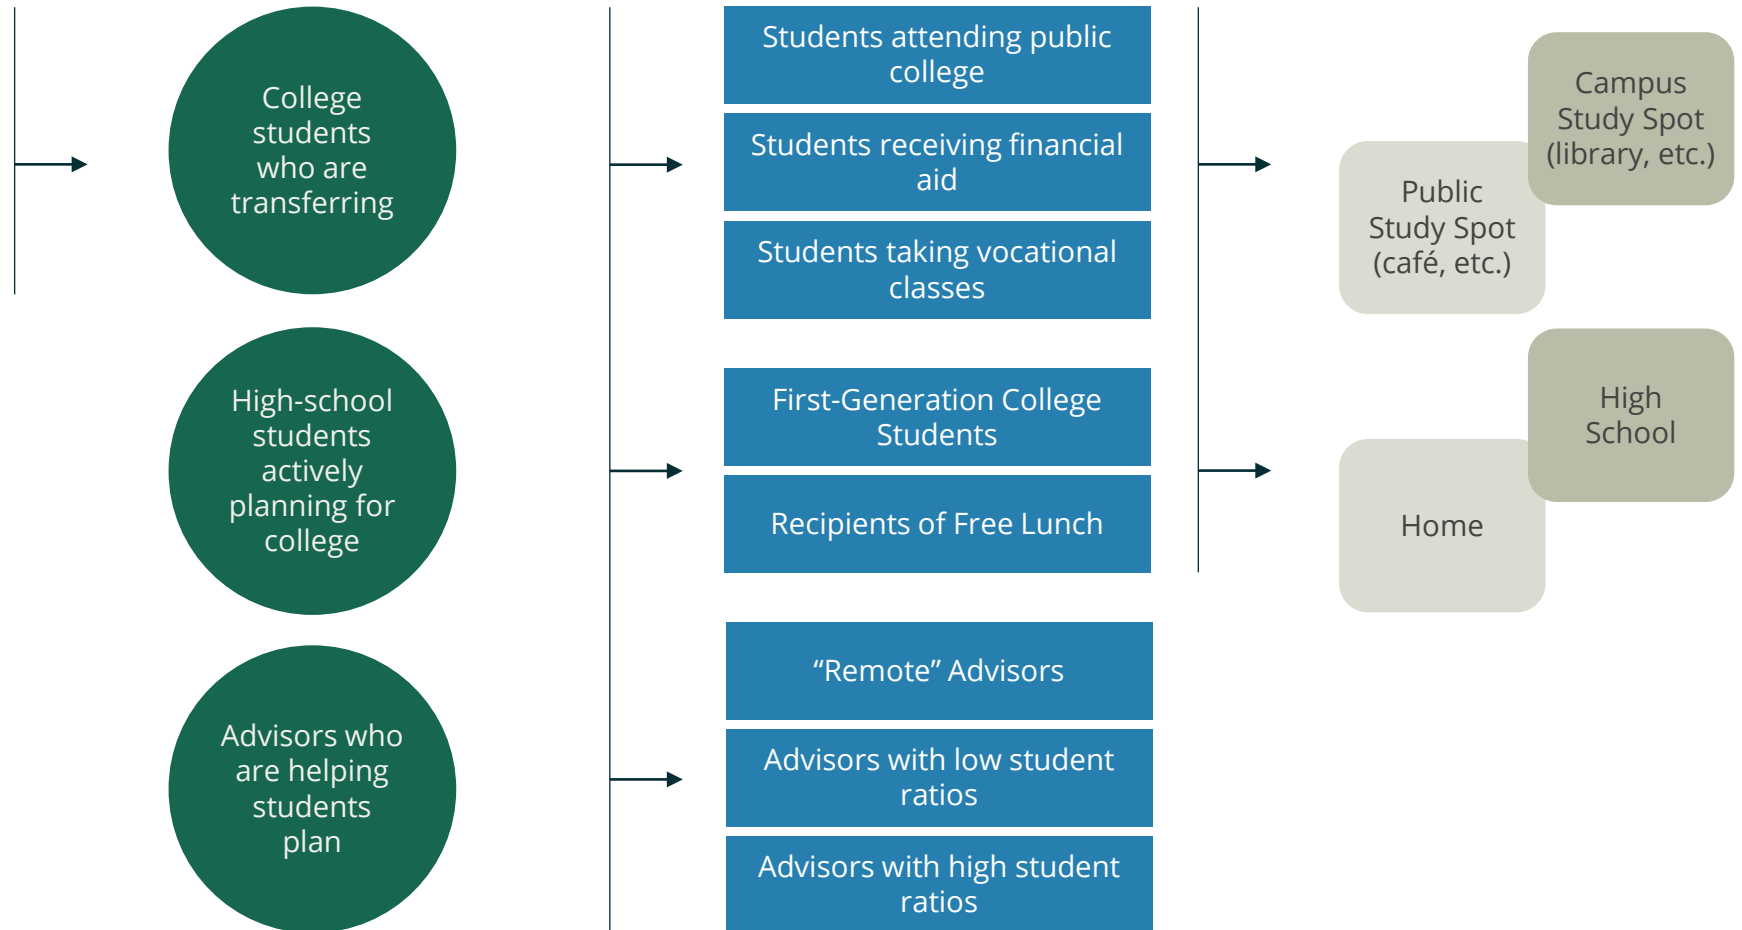 College
students
who are
transferring
High-school
students
actively
planning for
college
Advisors who
are helping
students
plan
Students attending public
college
Students receiving financial
aid
Students taking vocational
classes
First-Generation College
Students
Recipients of Free Lunch
“Remote” Advisors
Advisors with low student
ratios
Advisors with high student
ratios
Campus
Study Spot
(library, etc.)
Public
Study Spot
(café, etc.)
High
School
Home